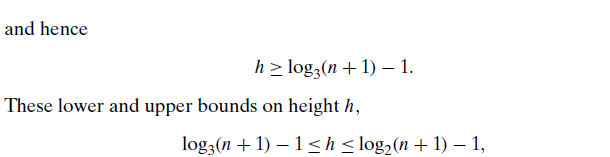 and hence
h ≥ log₃(n + 1) − 1.
These lower and upper bounds on height h,
log₃(n + 1) − 1 ≤ h ≤ log₂(n + 1) − 1,